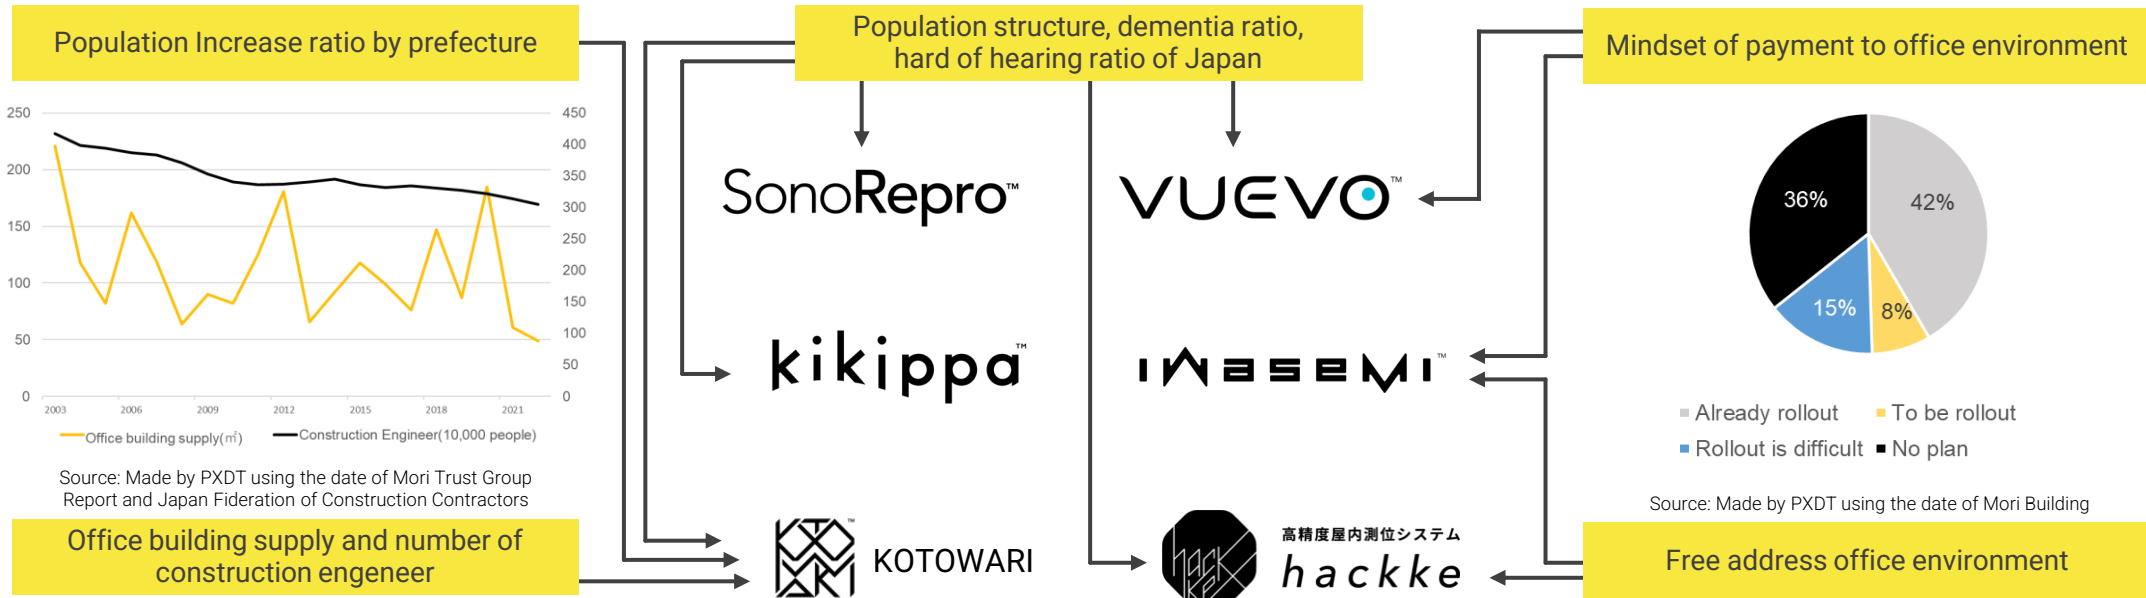 Population Increase ratio by prefecture
Population structure, dementia ratio,
hard of hearing ratio of Japan
Mindset of payment to office environment
250
200
150
100
50
0
450
400
350
300
250
200
150
100
50
0
2003
2006
2009
2012
2015
2018
2021
Office building supply(㎡)
Construction Engineer(10,000 people)
Source: Made by PXDT using the date of Mori Trust Group
Report and Japan Fideration of Construction Contractors
Office building supply and number of
construction engeneer
SonoRepro™
VUEVO™
kikippa™
iWaseMi™
KOTOWARI™
KOTOWARI
hackke
高精度屋内測位システム
hackke
36%
42%
15%
8%
Already rollout
To be rollout
Rollout is difficult
No plan
Source: Made by PXDT using the date of Mori Building
Free address office environment